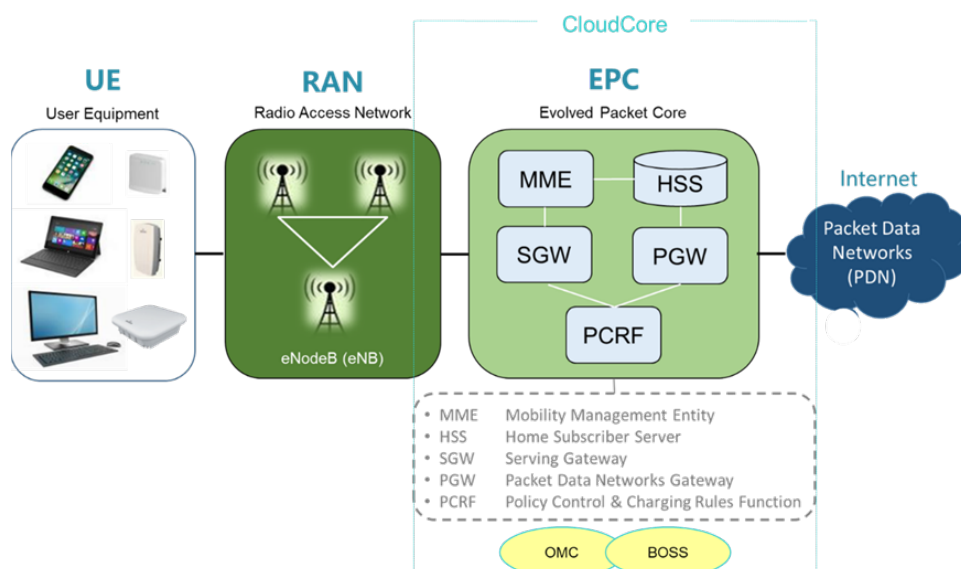 CloudCore
UE
User Equipment
RAN
Radio Access Network
EPC
Evolved Packet Core
MME
HSS
SGW
PGW
PCRF
eNodeB (eNB)
Internet
Packet Data
Networks
(PDN)
• MME Mobility Management Entity
• HSS Home Subscriber Server
• SGW Serving Gateway
• PGW Packet Data Networks Gateway
• PCRF Policy Control & Charging Rules Function
OMC
BOSS